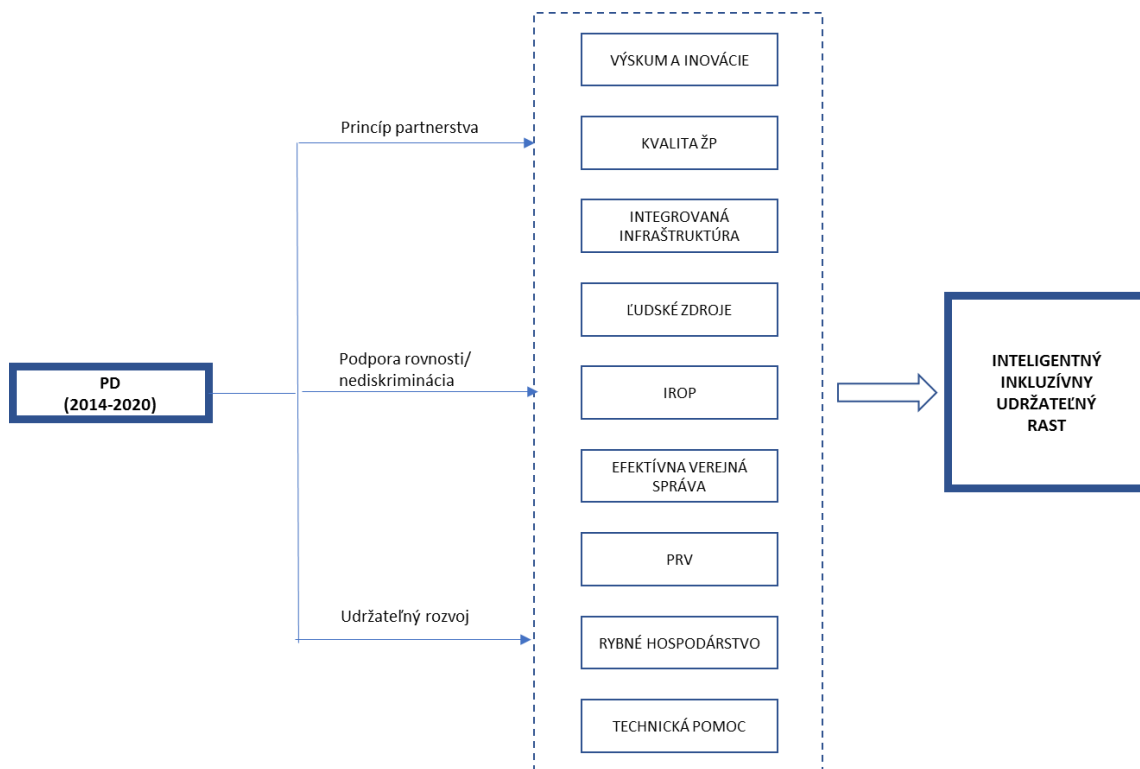 VÝSKUM A INOVÁCIE
Princíp partnerstva
KVALITA ŽP
INTEGROVANÁ
INFRAŠTRUKTÚRA
ĽUDSKÉ ZDROJE
PD
(2014-2020)
Podpora rovnosti/
nediskriminácia
IROP
INTELIGENTNÝ
INKLUZÍVNY
UDRŽATEĽNÝ
RAST
EFEKTÍVNA VEREJNÁ
SPRÁVA
PRV
Udržateľný rozvoj
RYBNÉ HOSPODÁRSTVO
TECHNICKÁ POMOC